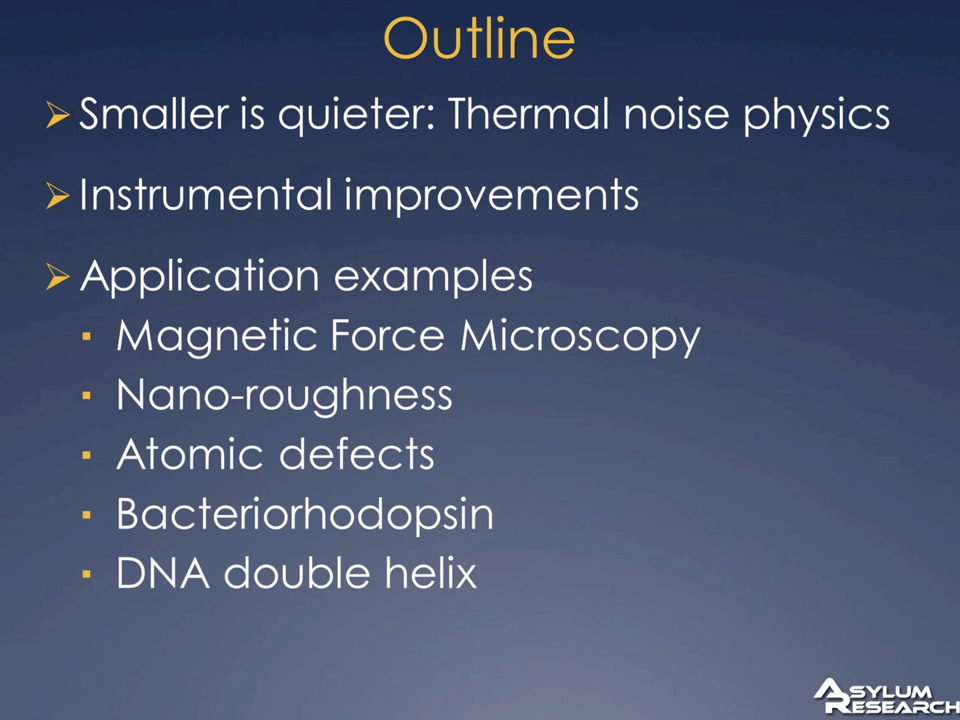 Outline
Smaller is quieter: Thermal noise physics
Instrumental improvements
Application examples
Magnetic Force Microscopy
Nano-roughness
Atomic defects
Bacteriorhodopsin
DNA double helix
ASYLUM
RESEARCH